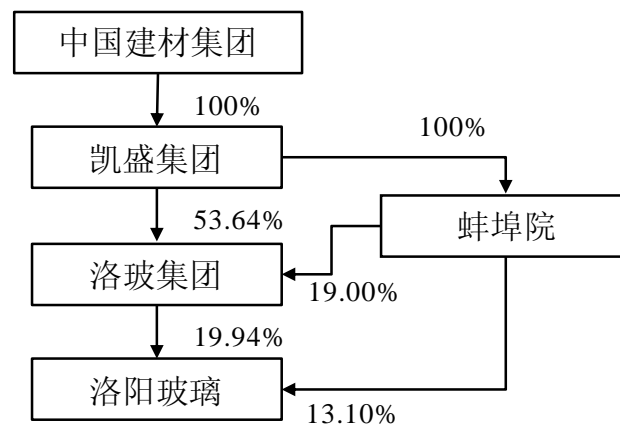 中国建材集团
100%
100%
凯盛集团
53.64%
蚌埠院
洛玻集团
19.00%
19.94%
洛阳玻璃
13.10%